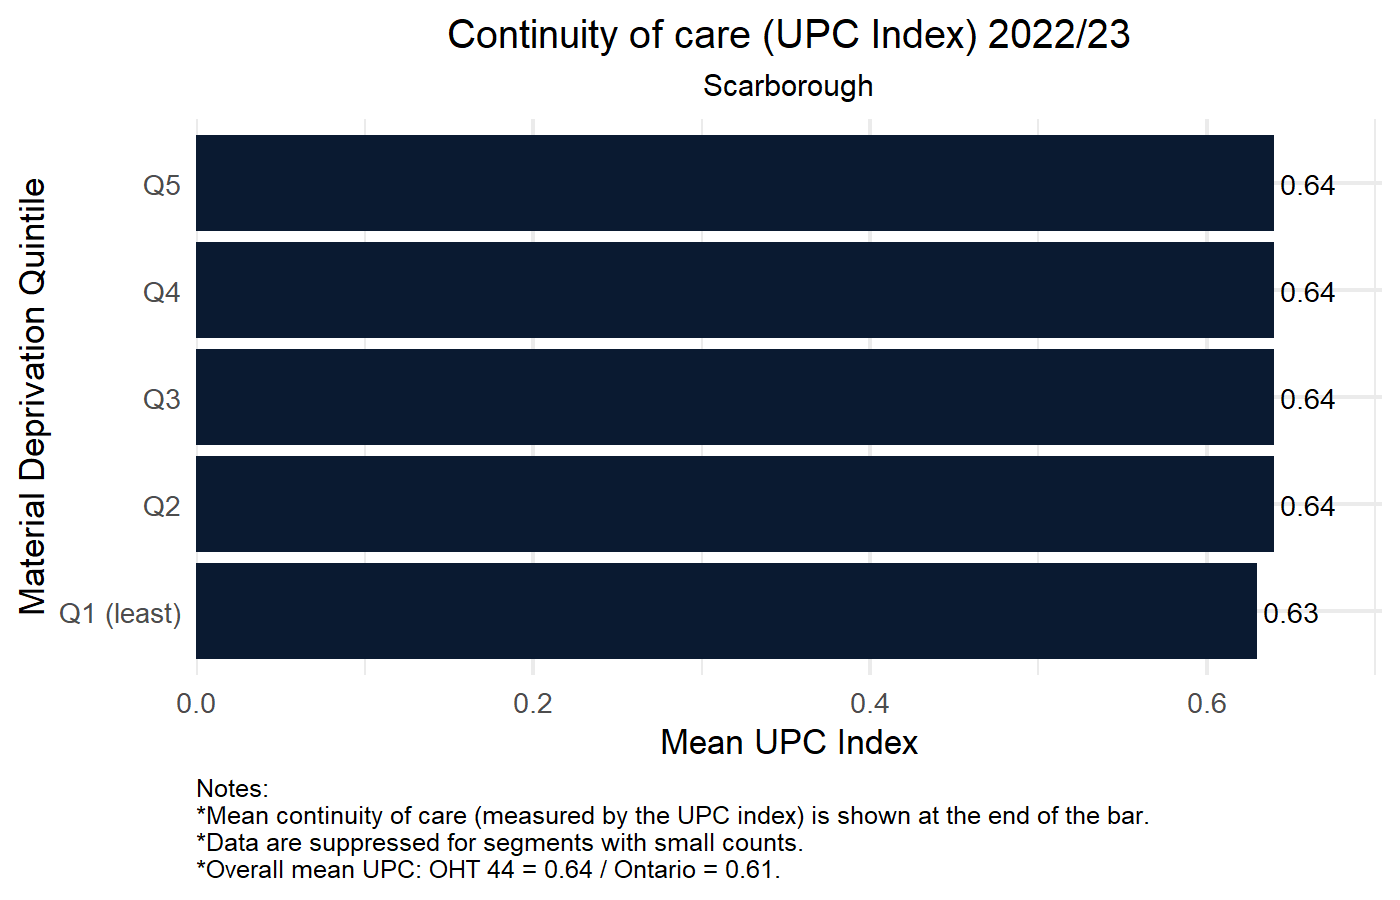 Continuity of care (UPC Index) 2022/23
Scarborough
Material Deprivation Quintile
Q5
0.64
Q4
0.64
Q3
0.64
Q2
0.64
Q1 (least)
0.63
0.0 0.2 0.4 0.6
Mean UPC Index
Notes:
*Mean continuity of care (measured by the UPC index) is shown at the end of the bar.
*Data are suppressed for segments with small counts.
*Overall mean UPC: OHT 44 = 0.64 / Ontario = 0.61.